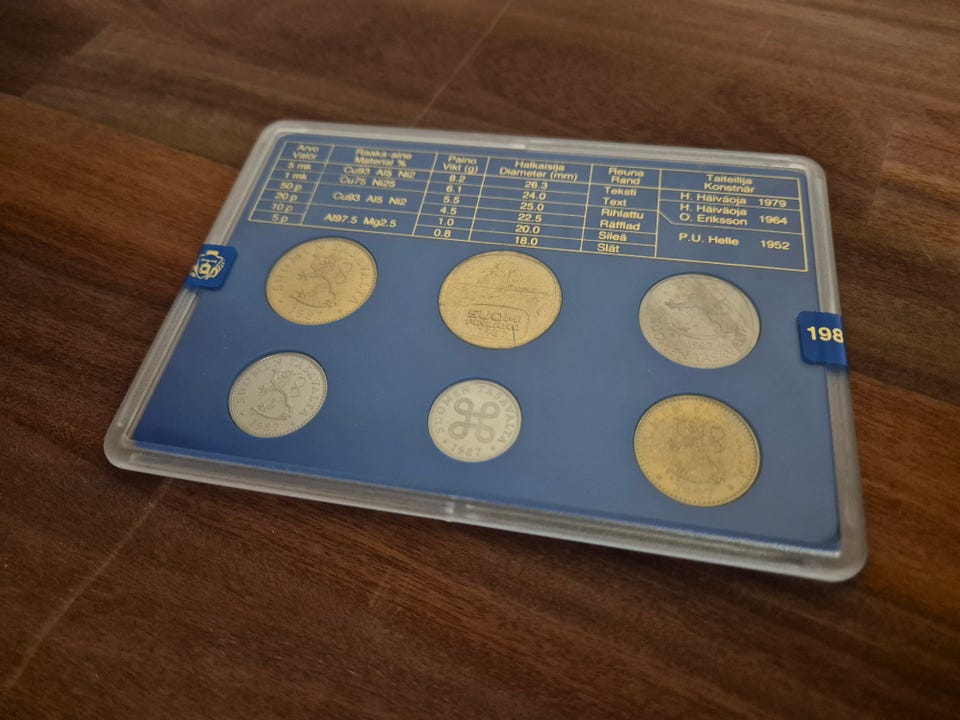 Arvo Valör Raaka-aine Material % Paino Vikt (g) Halkaisija Diameter (mm) Reuna Rand Taiteilija Konstnär
5 mk Cu93 Al5 Ni2 8.2 26.3 Teksti H. Häiväoja 1979
1 mk Cu75 Ni25 6.1 24.0 Text H. Häiväoja
50 p Cu93 Al5 Ni2 5.5 25.0 Rihlattu O. Eriksson 1964
20 p 4.5 22.5 Räfflad
10 p Al97.5 Mg2.5 1.0 20.0 Sileä P.U. Helle 1952
5 p 0.8 18.0 Slät
198
SUOMEN TASAVALTA
1987
SUOMI
FINLAND
1987
1987
SUOMEN TASAVALTA
1987
SUOMEN TASAVALTA
1987